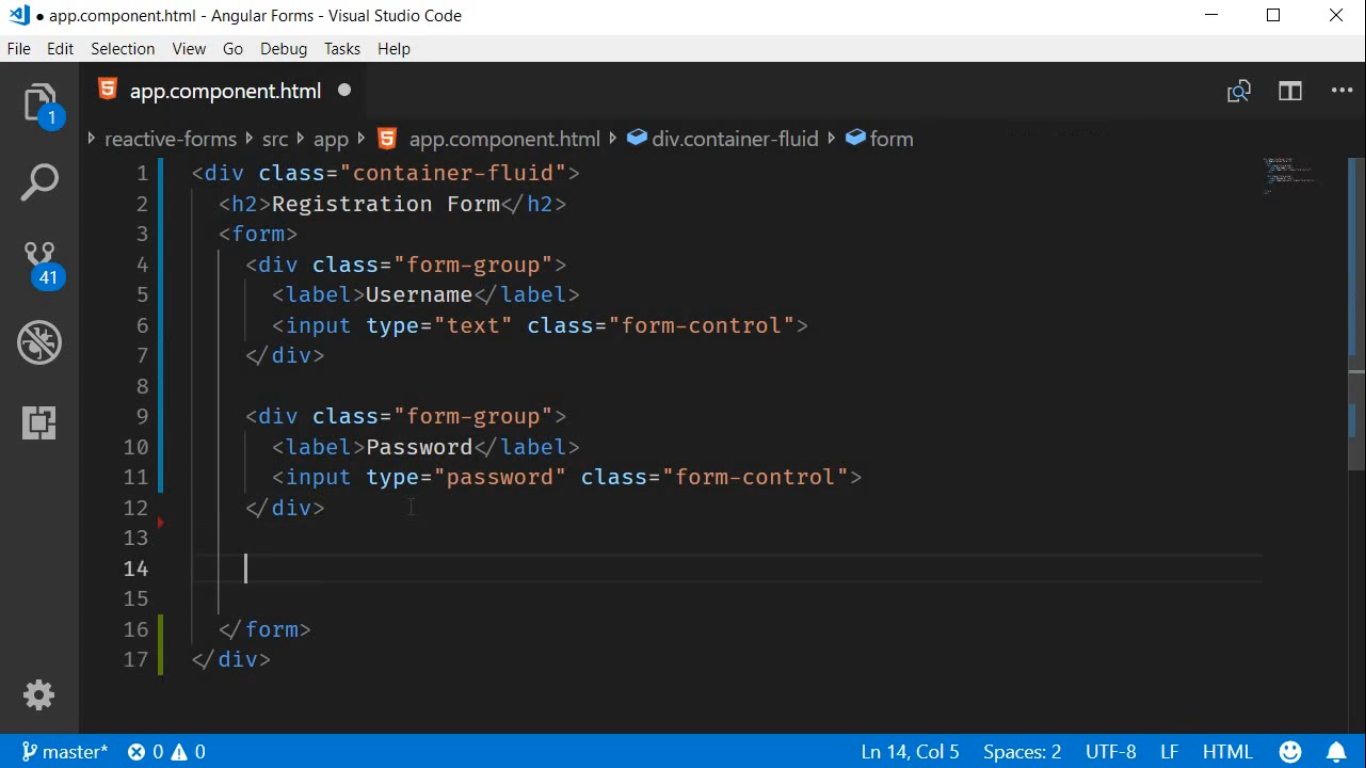 ● app.component.html - Angular Forms - Visual Studio Code
File Edit Selection View Go Debug Tasks Help
app.component.html ●
reactive-forms src app app.component.html div.container-fluid form
1 <div class="container-fluid">
2 <h2>Registration Form</h2>
3 <form>
4 <div class="form-group">
5 <label>Username</label>
6 <input type="text" class="form-control">
7 </div>
8
9 <div class="form-group">
10 <label>Password</label>
11 <input type="password" class="form-control">
12 </div>
13
14
15
16 </form>
17 </div>
1
41
master* 0 0 Ln 14, Col 5 Spaces: 2 UTF-8 LF HTML